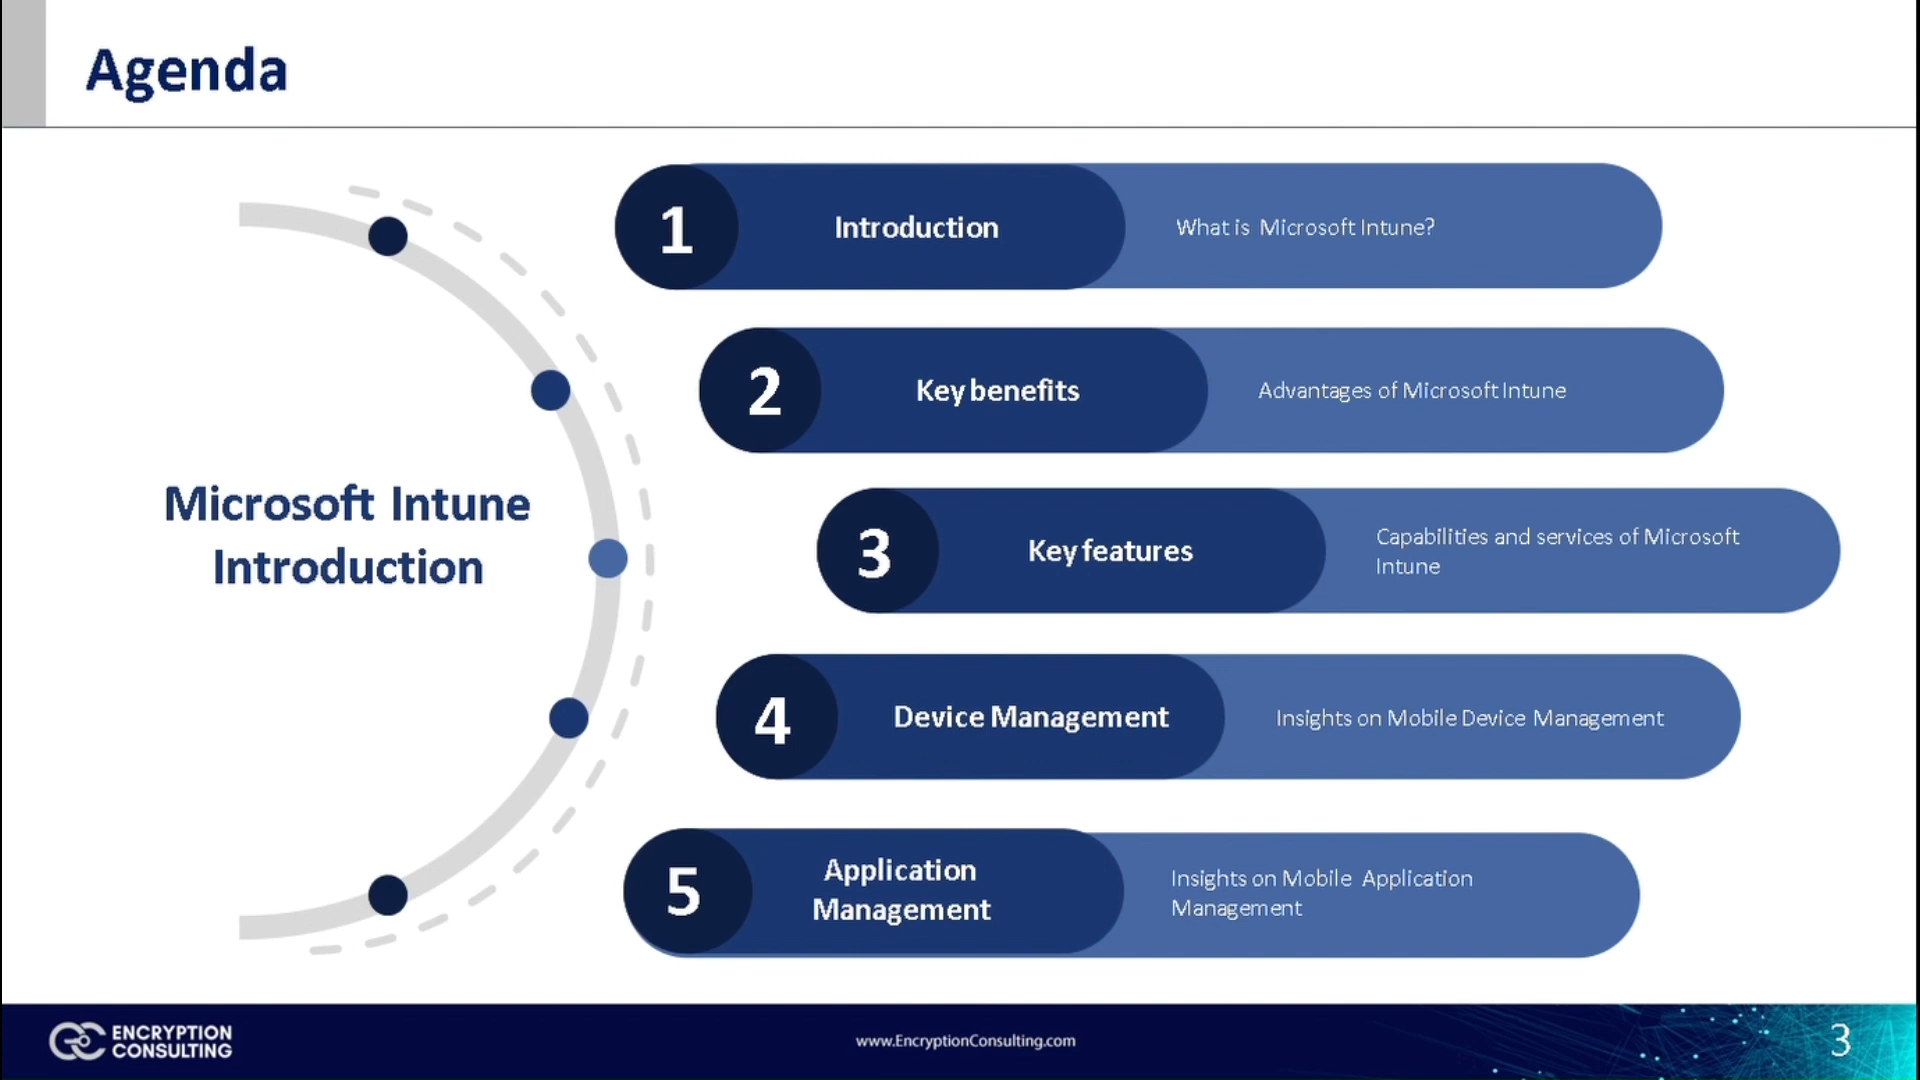 Agenda
Microsoft Intune
Introduction
1
Introduction
What is Microsoft Intune?
2
Key benefits
Advantages of Microsoft Intune
3
Key features
Capabilities and services of Microsoft
Intune
4
Device Management
Insights on Mobile Device Management
5
Application
Management
Insights on Mobile Application
Management
ENCRYPTION
CONSULTING
www.EncryptionConsulting.com
3